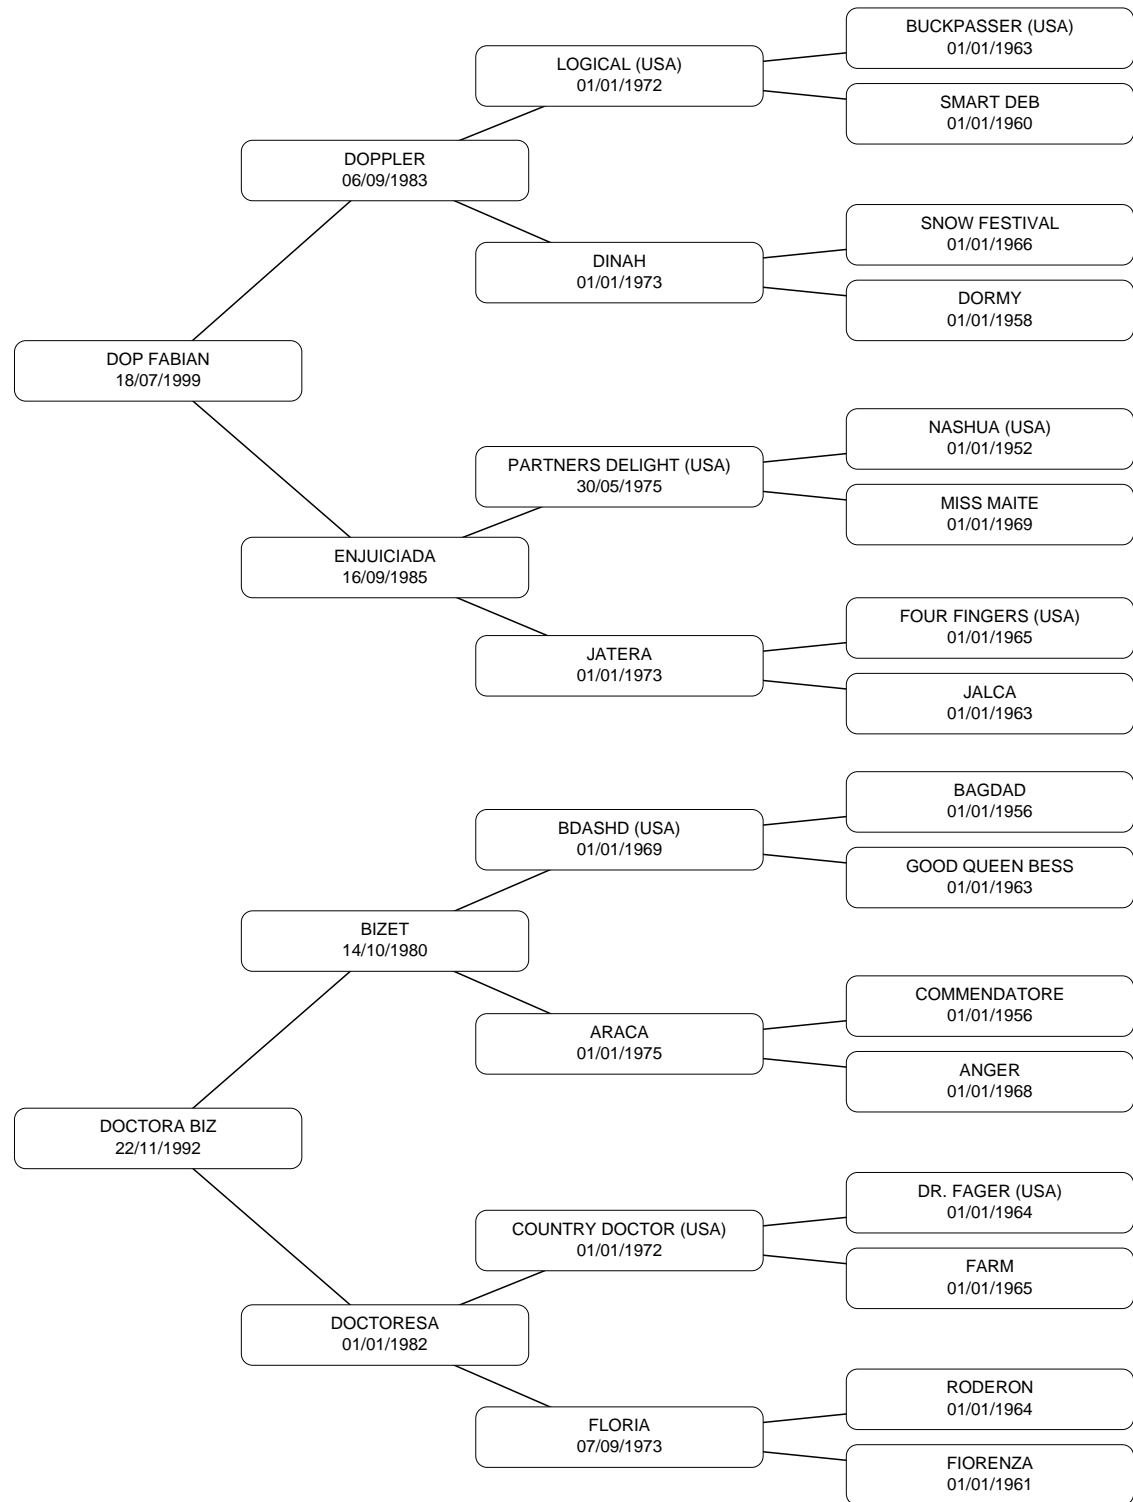 BUCKPASSER (USA)
01/01/1963
LOGICAL (USA)
01/01/1972
SMART DEB
01/01/1960
DOPPLER
06/09/1983
SNOW FESTIVAL
01/01/1966
DINAH
01/01/1973
DORMY
01/01/1958
DOP FABIAN
18/07/1999
NASHUA (USA)
01/01/1952
PARTNERS DELIGHT (USA)
30/05/1975
MISS MAITE
01/01/1969
ENJUICIADA
16/09/1985
FOUR FINGERS (USA)
01/01/1965
JATERA
01/01/1973
JALCA
01/01/1963
BAGDAD
01/01/1956
BDASHD (USA)
01/01/1969
GOOD QUEEN BESS
01/01/1963
BIZET
14/10/1980
COMMENDATORE
01/01/1956
ARACA
01/01/1975
ANGER
01/01/1968
DOCTORA BIZ
22/11/1992
DR. FAGER (USA)
01/01/1964
COUNTRY DOCTOR (USA)
01/01/1972
FARM
01/01/1965
DOCTORESA
01/01/1982
RODERON
01/01/1964
FLORIA
07/09/1973
FIORENZA
01/01/1961